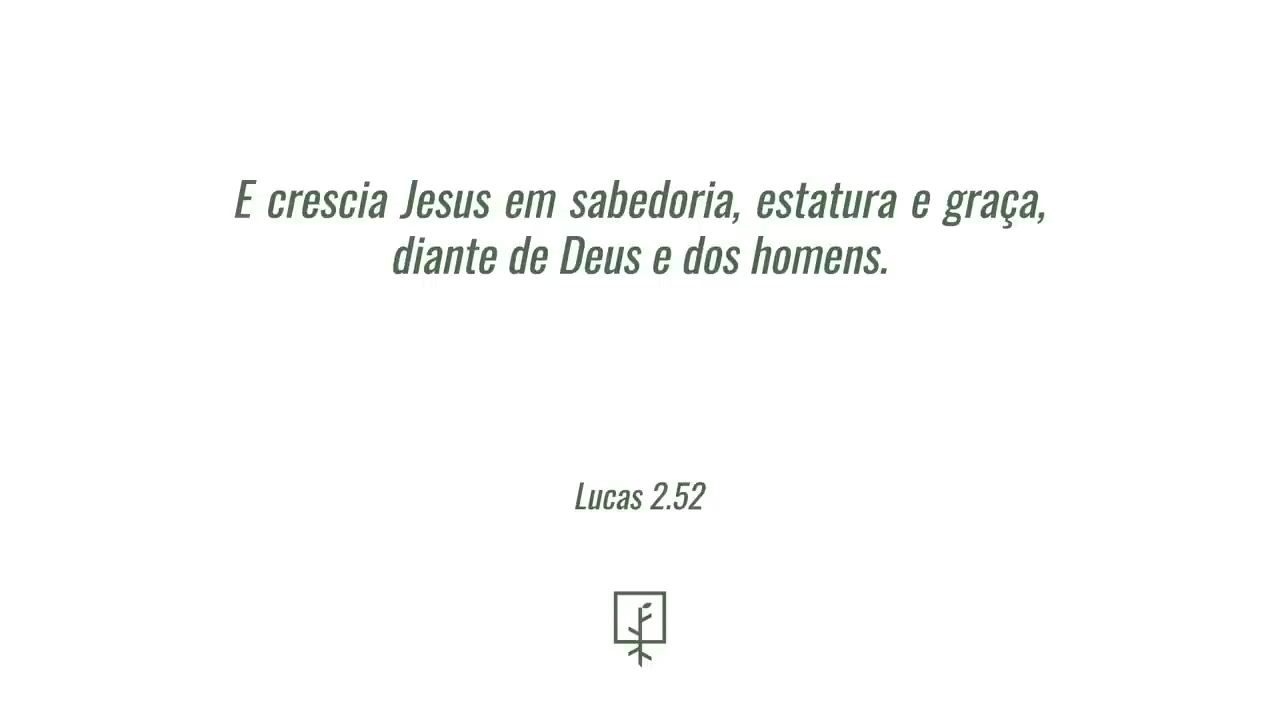 E crescia Jesus em sabedoria, estatura e graça,
diante de Deus e dos homens.
Lucas 2.52